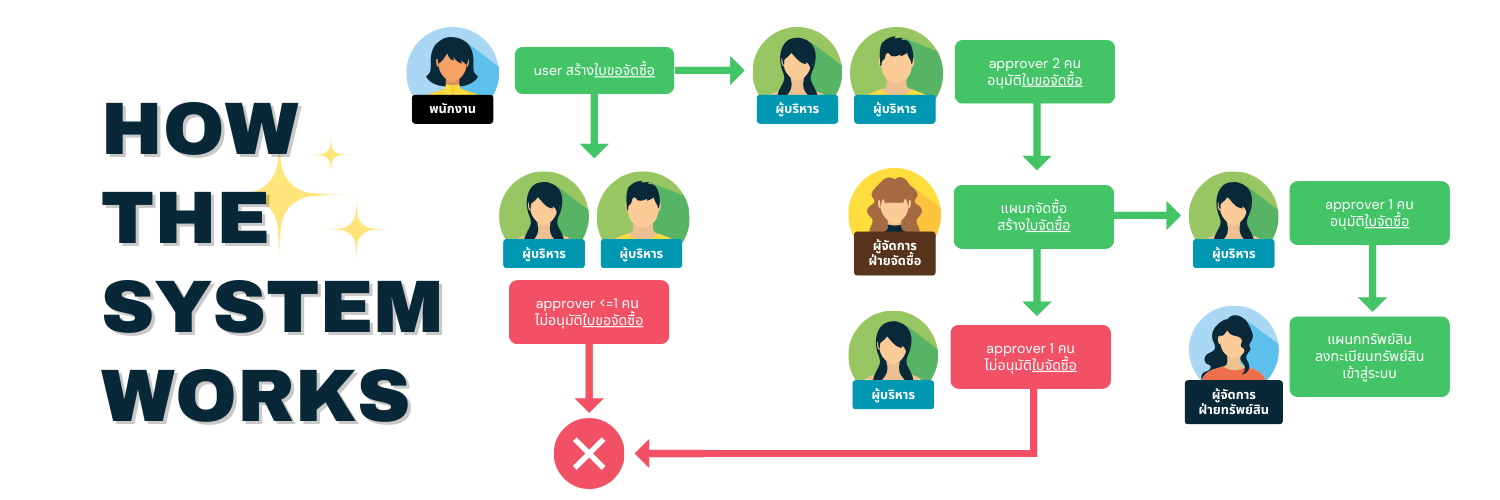 HOW
THE
SYSTEM
WORKS
พนักงาน
user สร้างใบขอจัดซื้อ
ผู้บริหาร
ผู้บริหาร
approver 2 คน
อนุมัติใบขอจัดซื้อ
ผู้บริหาร
ผู้บริหาร
approver <=1 คน
ไม่อนุมัติใบขอจัดซื้อ
ผู้จัดการ
ฝ่ายจัดซื้อ
แผนกจัดซื้อ
สร้างใบจัดซื้อ
ผู้บริหาร
approver 1 คน
อนุมัติใบจัดซื้อ
ผู้บริหาร
approver 1 คน
ไม่อนุมัติใบจัดซื้อ
ผู้จัดการ
ฝ่ายทรัพย์สิน
แผนกทรัพย์สิน
ลงทะเบียนทรัพย์สิน
เข้าสู่ระบบ